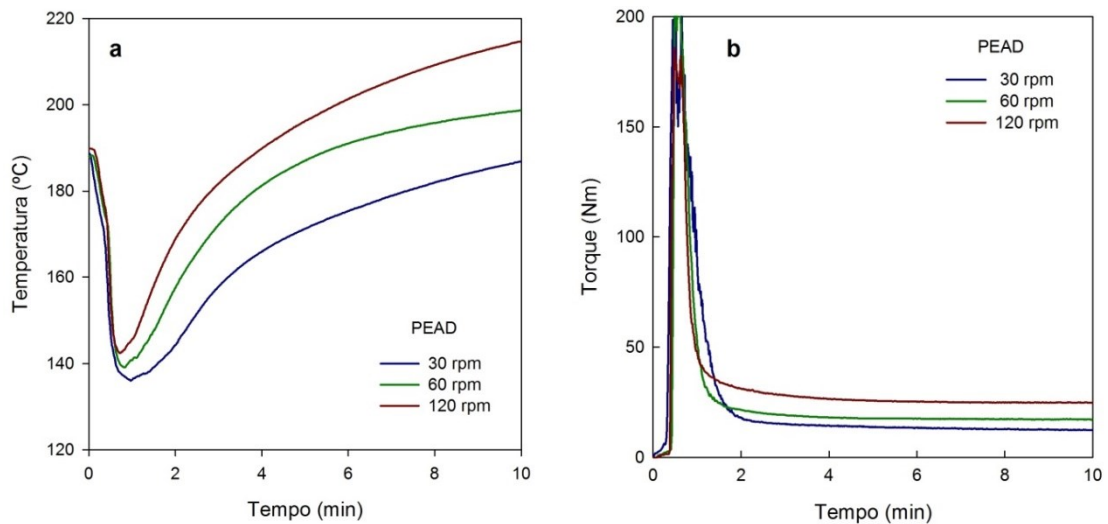 a
220
200
180
160
140
120
Temperatura (ºC)
PEAD
30 rpm
60 rpm
120 rpm
0 2 4 6 8 10
Tempo (min)
b
200
150
100
50
0
Torque (Nm)
PEAD
30 rpm
60 rpm
120 rpm
0 2 4 6 8 10
Tempo (min)